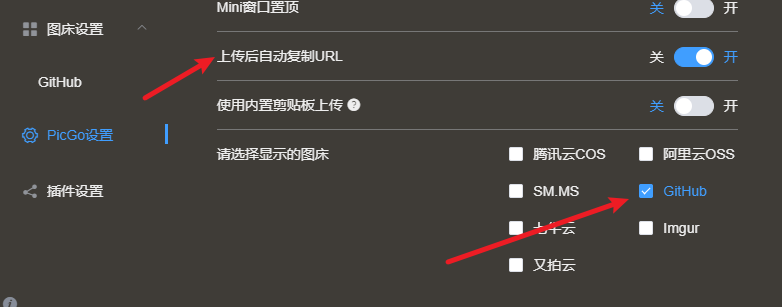 Mini窗口置顶 关 开
图床设置
上传后自动复制URL 关 开
GitHub
使用内置剪贴板上传 ? 关 开
PicGo设置
请选择显示的图床 腾讯云COS 阿里云OSS
插件设置 SM.MS GitHub
七牛云 Imgur
又拍云